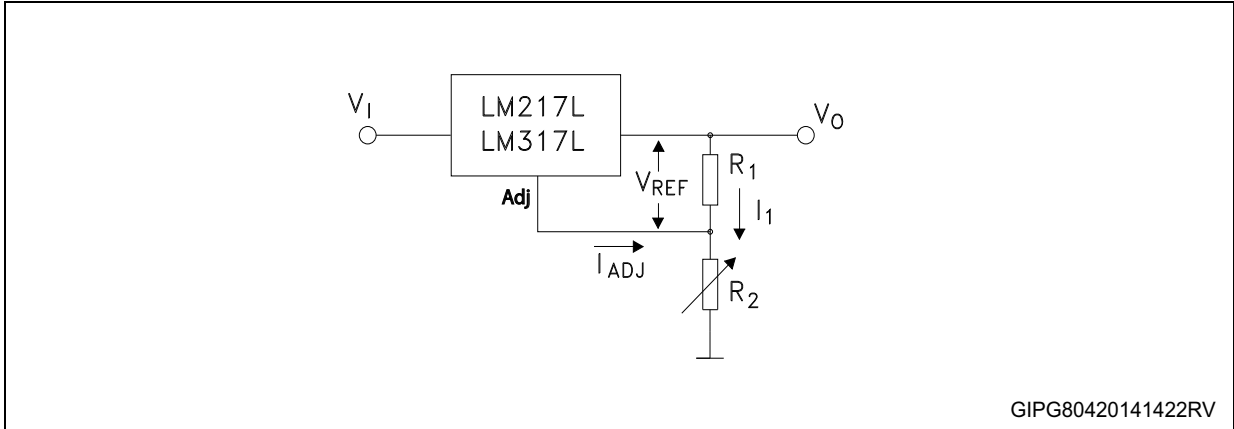 V_I
LM217L
LM317L
V_O
Adj
V_REF
R_1
I_1
I_ADJ
R_2
GIPG80420141422RV